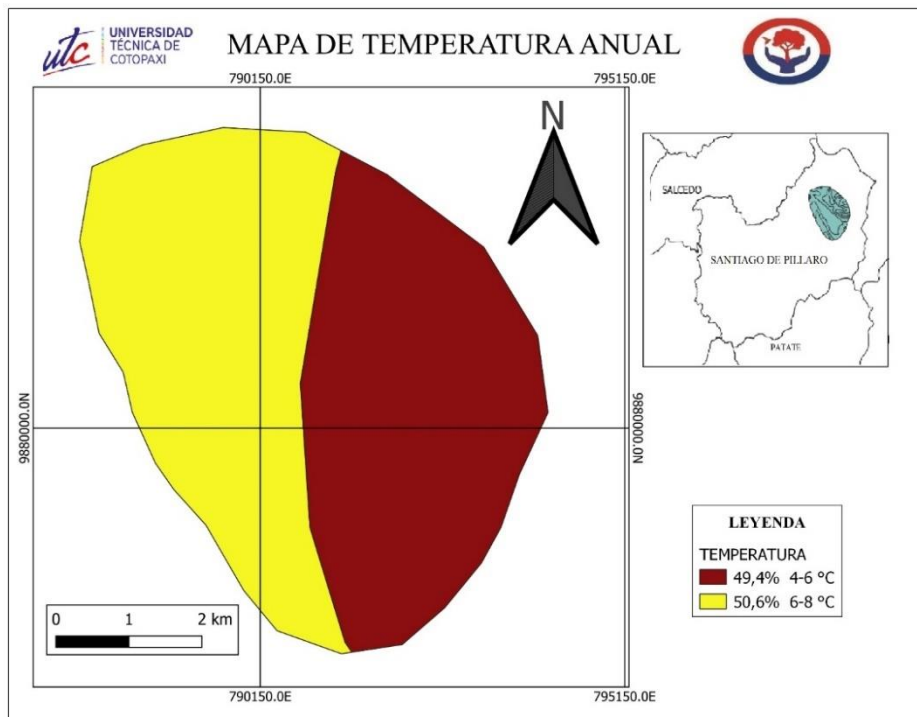 utc
UNIVERSIDAD
TÉCNICA DE
COTOPAXI
MAPA DE TEMPERATURA ANUAL
790150.0E
795150.0E
N
SALCEDO
SANTIAGO DE PILLARO
PATATE
9880000.0N
9880000.0N
LEYENDA
TEMPERATURA
49,4% 4-6 °C
50,6% 6-8 °C
0 1 2 km
790150.0E
795150.0E